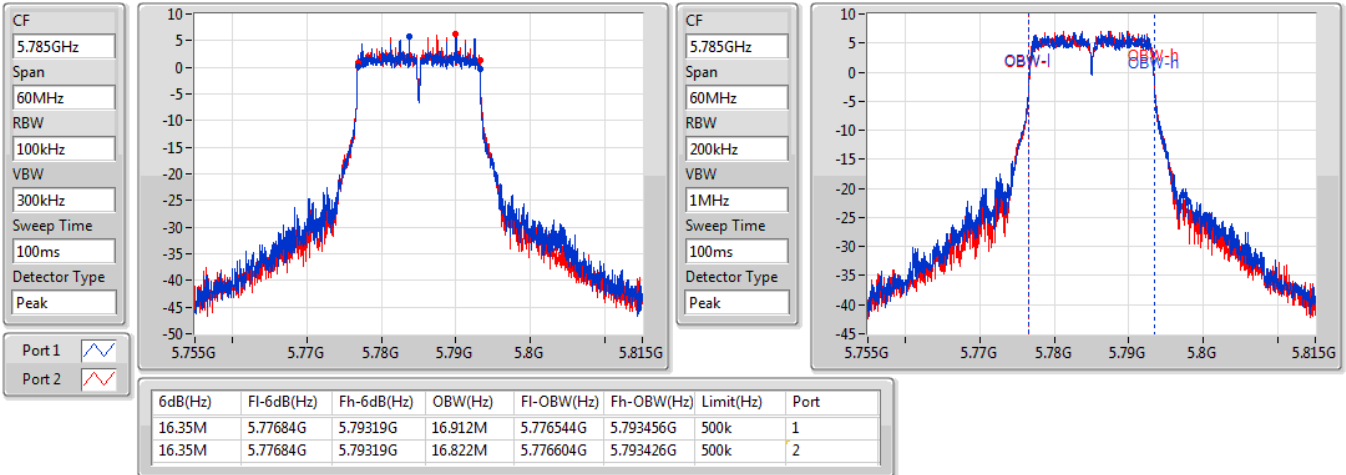 CF
5.785GHz
Span
60MHz
RBW
100kHz
VBW
300kHz
Sweep Time
100ms
Detector Type
Peak
Port 1
Port 2
10
5
0
-5
-10
-15
-20
-25
-30
-35
-40
-45
-50
5.755G 5.77G 5.78G 5.79G 5.8G 5.815G
CF
5.785GHz
Span
60MHz
RBW
200kHz
VBW
1MHz
Sweep Time
100ms
Detector Type
Peak
10
5
0
-5
-10
-15
-20
-25
-30
-35
-40
-45
OBW-l
OBW-h
OBW-h
5.755G 5.77G 5.78G 5.79G 5.8G 5.815G
6dB(Hz) Fl-6dB(Hz) Fh-6dB(Hz) OBW(Hz) Fl-OBW(Hz) Fh-OBW(Hz) Limit(Hz) Port
16.35M 5.77684G 5.79319G 16.912M 5.776544G 5.793456G 500k 1
16.35M 5.77684G 5.79319G 16.822M 5.776604G 5.793426G 500k 2